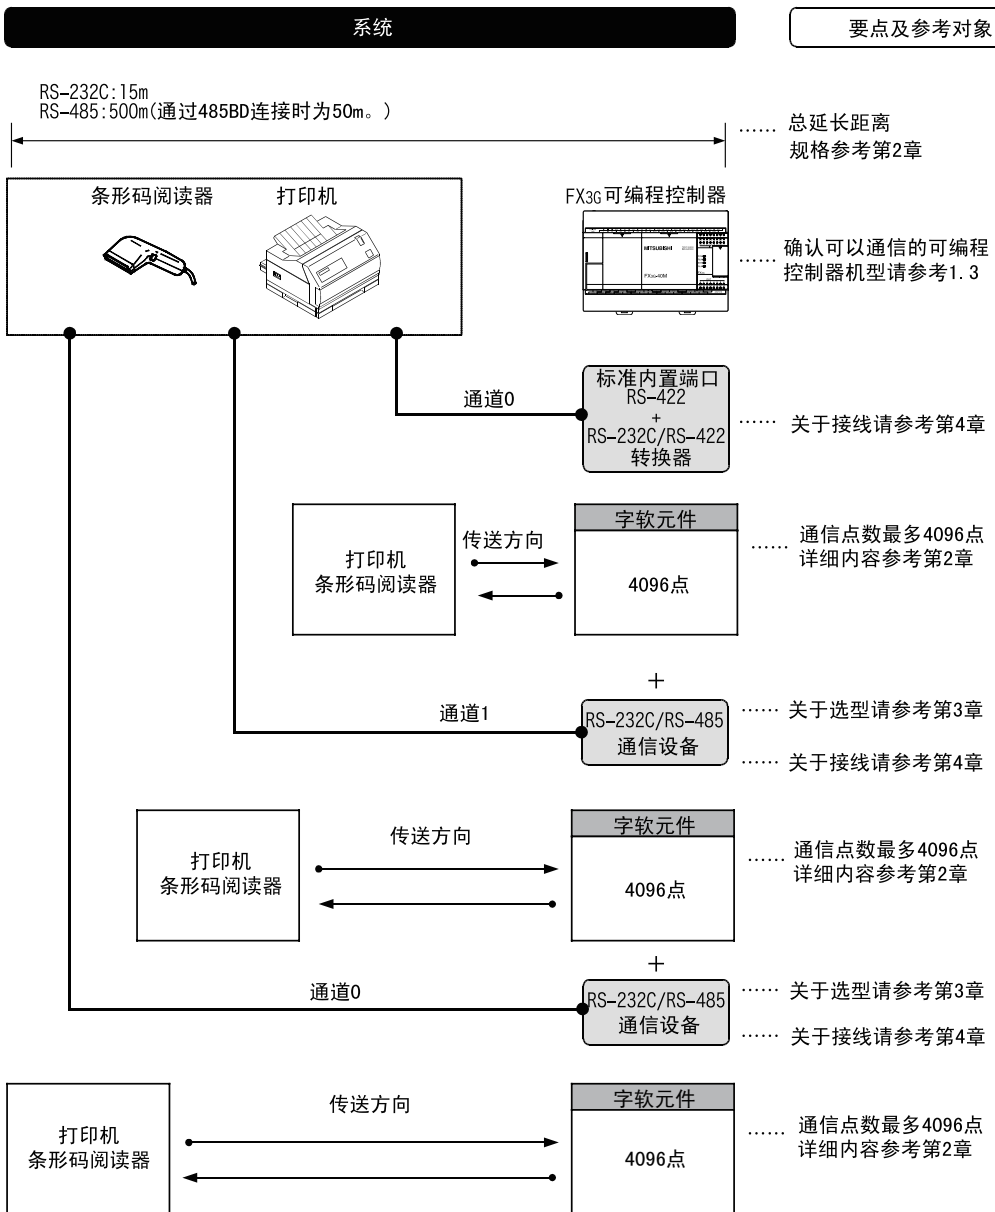 系统
要点及参考对象
RS-232C:15m
RS-485:500m(通过485BD连接时为50m。)
…… 总延长距离
规格参考第2章
条形码阅读器
打印机
FX3G可编程控制器
MITSUBISHI
FX3G-40M
…… 确认可以通信的可编程
控制器机型请参考1.3
通道0
标准内置端口
RS-422
+
RS-232C/RS-422
转换器
…… 关于接线请参考第4章
打印机
条形码阅读器
传送方向
字软元件
4096点
…… 通信点数最多4096点
详细内容参考第2章
+
通道1
RS-232C/RS-485
通信设备
…… 关于选型请参考第3章
…… 关于接线请参考第4章
打印机
条形码阅读器
传送方向
字软元件
4096点
…… 通信点数最多4096点
详细内容参考第2章
+
通道0
RS-232C/RS-485
通信设备
…… 关于选型请参考第3章
…… 关于接线请参考第4章
打印机
条形码阅读器
传送方向
字软元件
4096点
…… 通信点数最多4096点
详细内容参考第2章